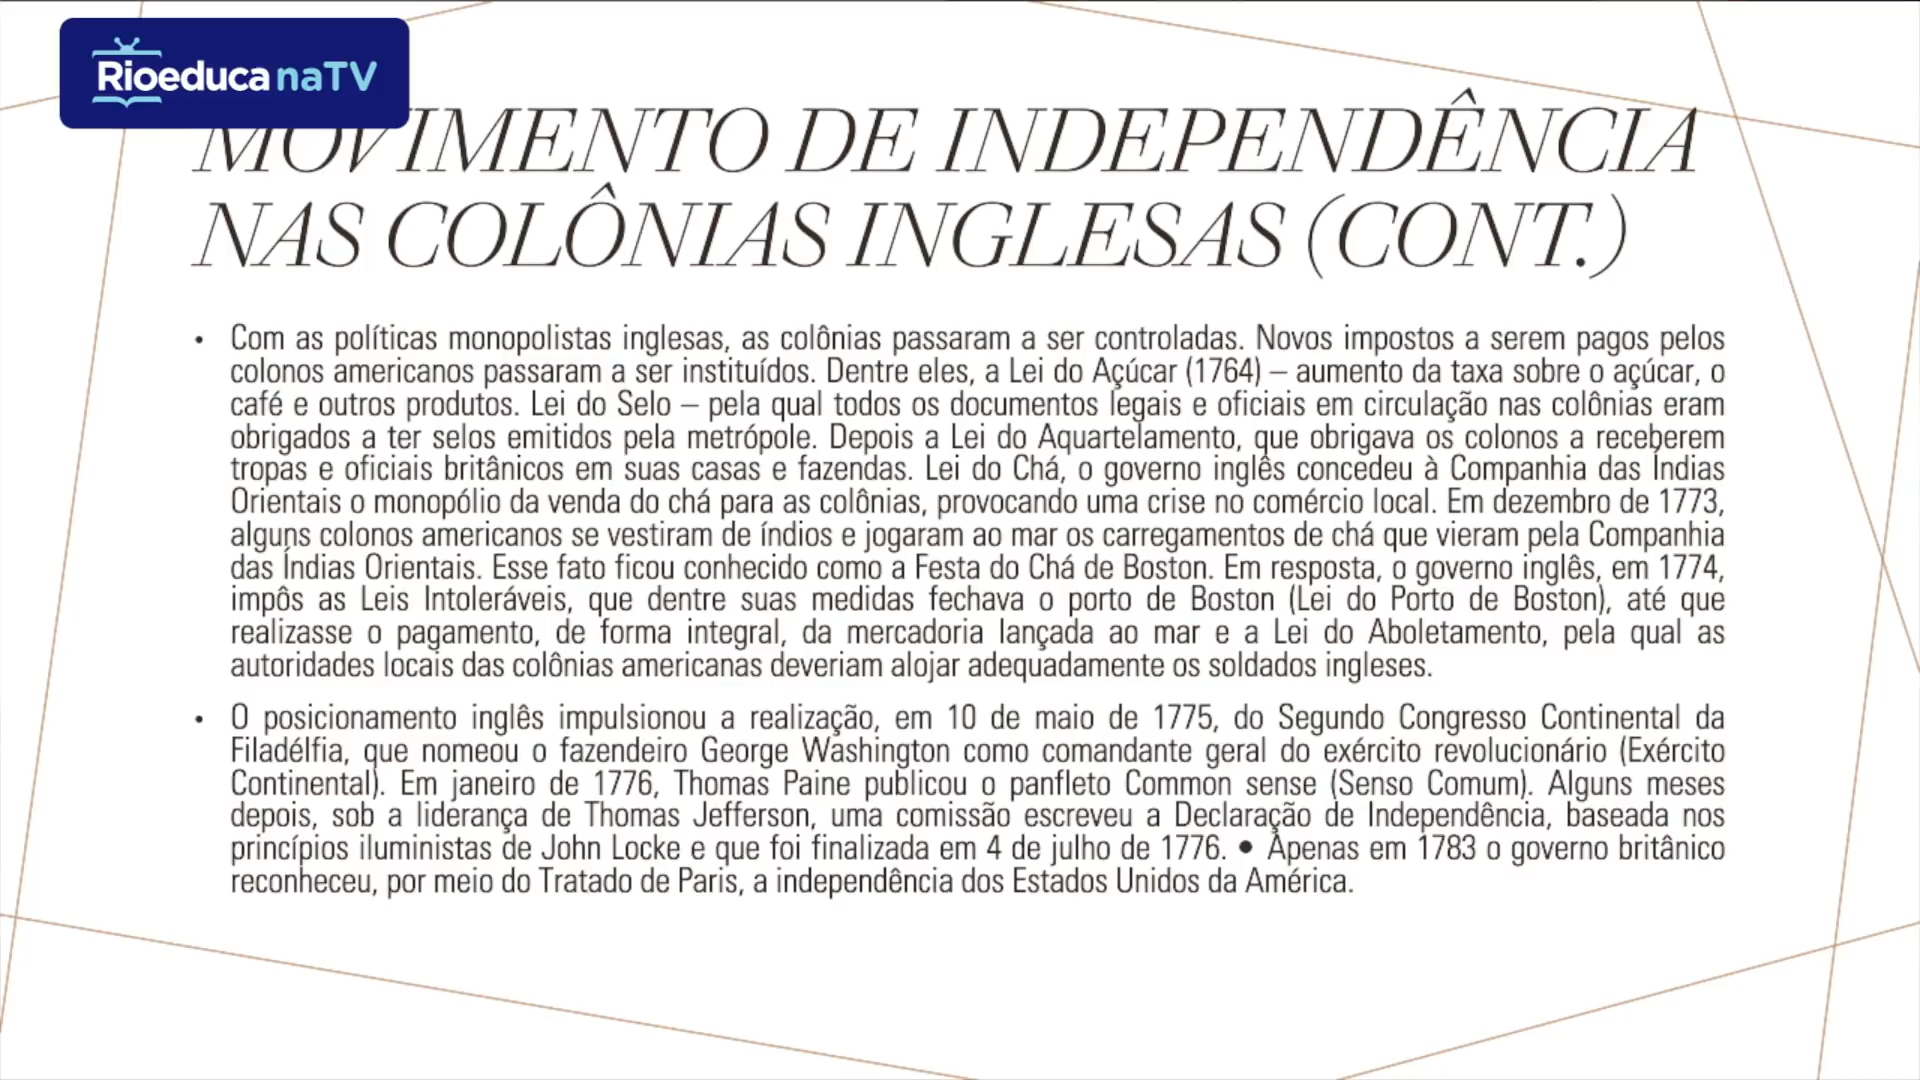 Rioeduca naTV
MOVIMENTO DE INDEPENDÊNCIA
NAS COLÔNIAS INGLESAS (CONT.)
• Com as políticas monopolistas inglesas, as colônias passaram a ser controladas. Novos impostos a serem pagos pelos
colonos americanos passaram a ser instituídos. Dentre eles, a Lei do Açúcar (1764) – aumento da taxa sobre o açúcar, o
café e outros produtos. Lei do Selo – pela qual todos os documentos legais e oficiais em circulação nas colônias eram
obrigados a ter selos emitidos pela metrópole. Depois a Lei do Aquartelamento, que obrigava os colonos a receberem
tropas e oficiais britânicos em suas casas e fazendas. Lei do Chá, o governo inglês concedeu à Companhia das Índias
Orientais o monopólio da venda do chá para as colônias, provocando uma crise no comércio local. Em dezembro de 1773,
alguns colonos americanos se vestiram de índios e jogaram ao mar os carregamentos de chá que vieram pela Companhia
das Índias Orientais. Esse fato ficou conhecido como a Festa do Chá de Boston. Em resposta, o governo inglês, em 1774,
impôs as Leis Intoleráveis, que dentre suas medidas fechava o porto de Boston (Lei do Porto de Boston), até que
realizasse o pagamento, de forma integral, da mercadoria lançada ao mar e a Lei do Aboletamento, pela qual as
autoridades locais das colônias americanas deveriam alojar adequadamente os soldados ingleses.
• O posicionamento inglês impulsionou a realização, em 10 de maio de 1775, do Segundo Congresso Continental da
Filadélfia, que nomeou o fazendeiro George Washington como comandante geral do exército revolucionário (Exército
Continental). Em janeiro de 1776, Thomas Paine publicou o panfleto Common sense (Senso Comum). Alguns meses
depois, sob a liderança de Thomas Jefferson, uma comissão escreveu a Declaração de Independência, baseada nos
princípios iluministas de John Locke e que foi finalizada em 4 de julho de 1776. ● Apenas em 1783 o governo britânico
reconheceu, por meio do Tratado de Paris, a independência dos Estados Unidos da América.